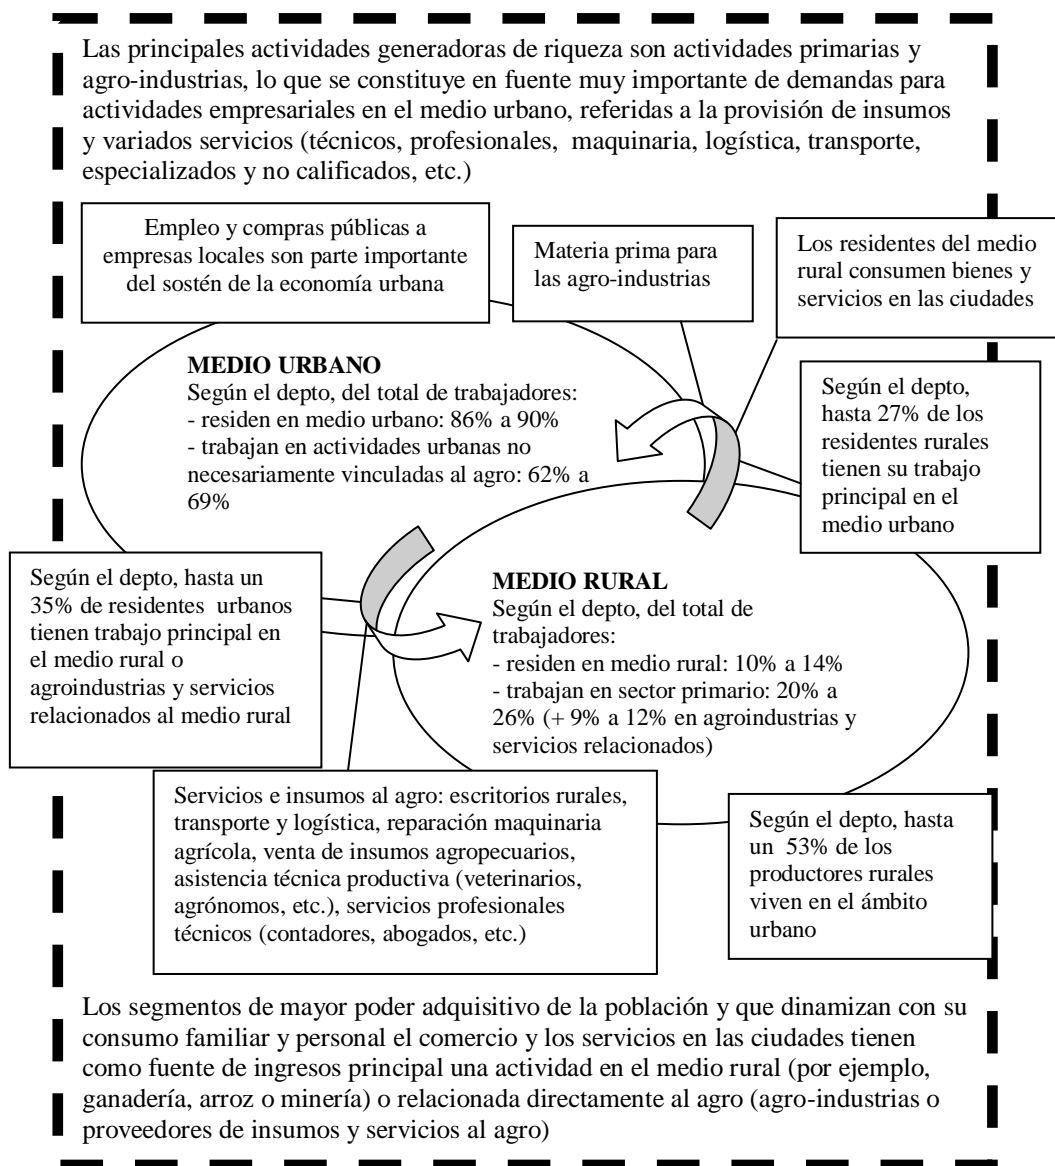 Las principales actividades generadoras de riqueza son actividades primarias y
agro-industrias, lo que se constituye en fuente muy importante de demandas para
actividades empresariales en el medio urbano, referidas a la provisión de insumos
y variados servicios (técnicos, profesionales, maquinaria, logística, transporte,
especializados y no calificados, etc.)
Empleo y compras públicas a
empresas locales son parte importante
del sostén de la economía urbana
Materia prima para
las agro-industrias
Los residentes del medio
rural consumen bienes y
servicios en las ciudades
MEDIO URBANO
Según el depto, del total de trabajadores:
- residen en medio urbano: 86% a 90%
- trabajan en actividades urbanas no
necesariamente vinculadas al agro: 62% a
69%
Según el depto,
hasta 27% de los
residentes rurales
tienen su trabajo
principal en el
medio urbano
Según el depto, hasta un
35% de residentes urbanos
tienen trabajo principal en
el medio rural o
agroindustrias y servicios
relacionados al medio rural
MEDIO RURAL
Según el depto, del total de
trabajadores:
- residen en medio rural: 10% a 14%
- trabajan en sector primario: 20% a
26% (+ 9% a 12% en agroindustrias y
servicios relacionados)
Servicios e insumos al agro: escritorios rurales,
transporte y logística, reparación maquinaria
agrícola, venta de insumos agropecuarios,
asistencia técnica productiva (veterinarios,
agrónomos, etc.), servicios profesionales
técnicos (contadores, abogados, etc.)
Según el depto, hasta
un 53% de los
productores rurales
viven en el ámbito
urbano
Los segmentos de mayor poder adquisitivo de la población y que dinamizan con su
consumo familiar y personal el comercio y los servicios en las ciudades tienen
como fuente de ingresos principal una actividad en el medio rural (por ejemplo,
ganadería, arroz o minería) o relacionada directamente al agro (agro-industrias o
proveedores de insumos y servicios al agro)